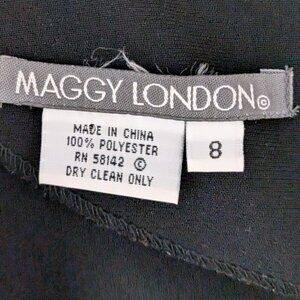 MAGGY LONDON©
MADE IN CHINA
100% POLYESTER
RN 58142 ©
DRY CLEAN ONLY
8